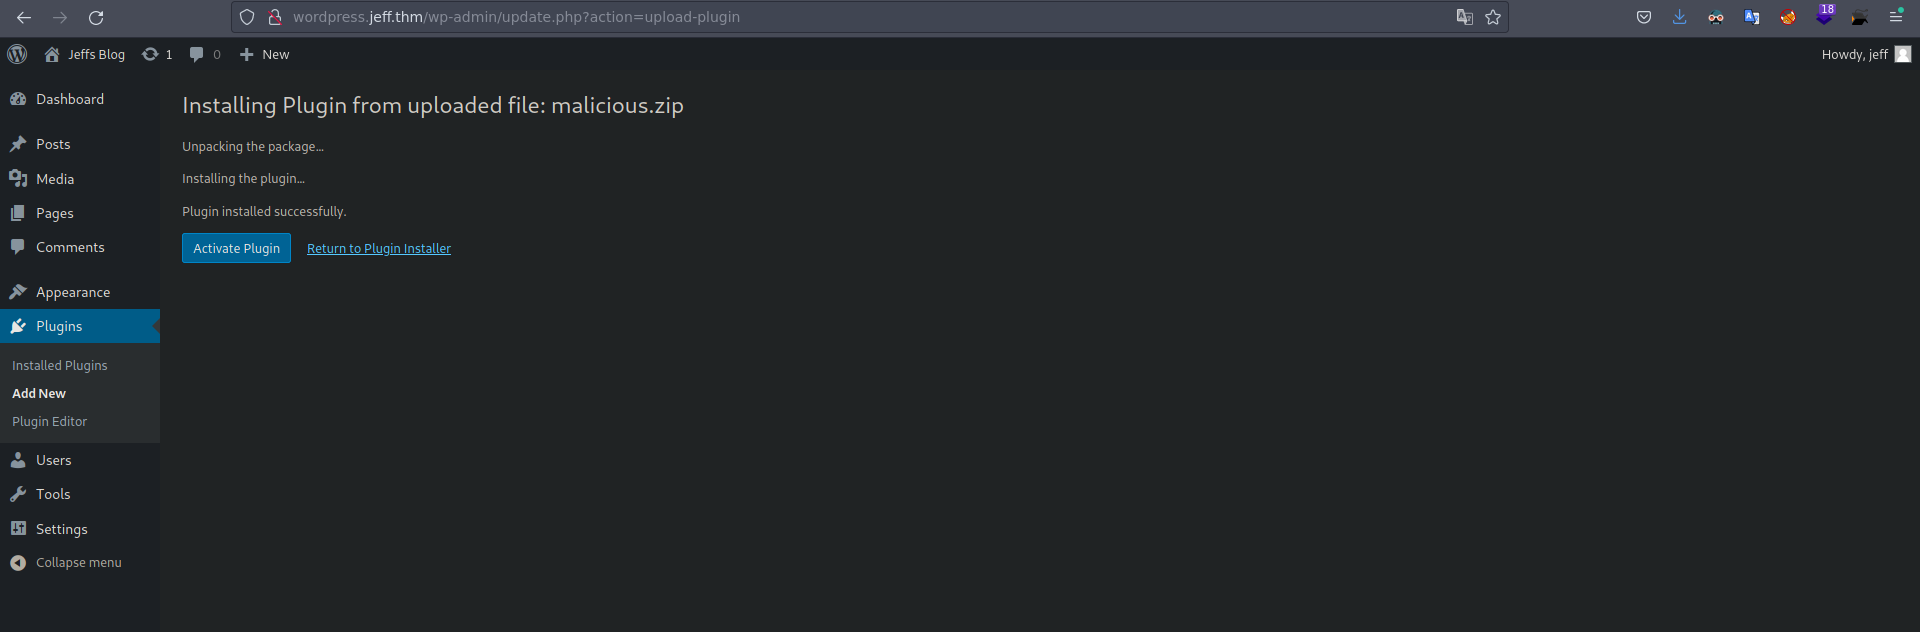 wordpress.jeff.thm/wp-admin/update.php?action=upload-plugin
18
Jeffs Blog 1 0 New
Howdy, jeff
Dashboard
Posts
Media
Pages
Comments
Appearance
Plugins
Installed Plugins
Add New
Plugin Editor
Users
Tools
Settings
Collapse menu
Installing Plugin from uploaded file: malicious.zip
Unpacking the package…
Installing the plugin…
Plugin installed successfully.
Activate Plugin Return to Plugin Installer